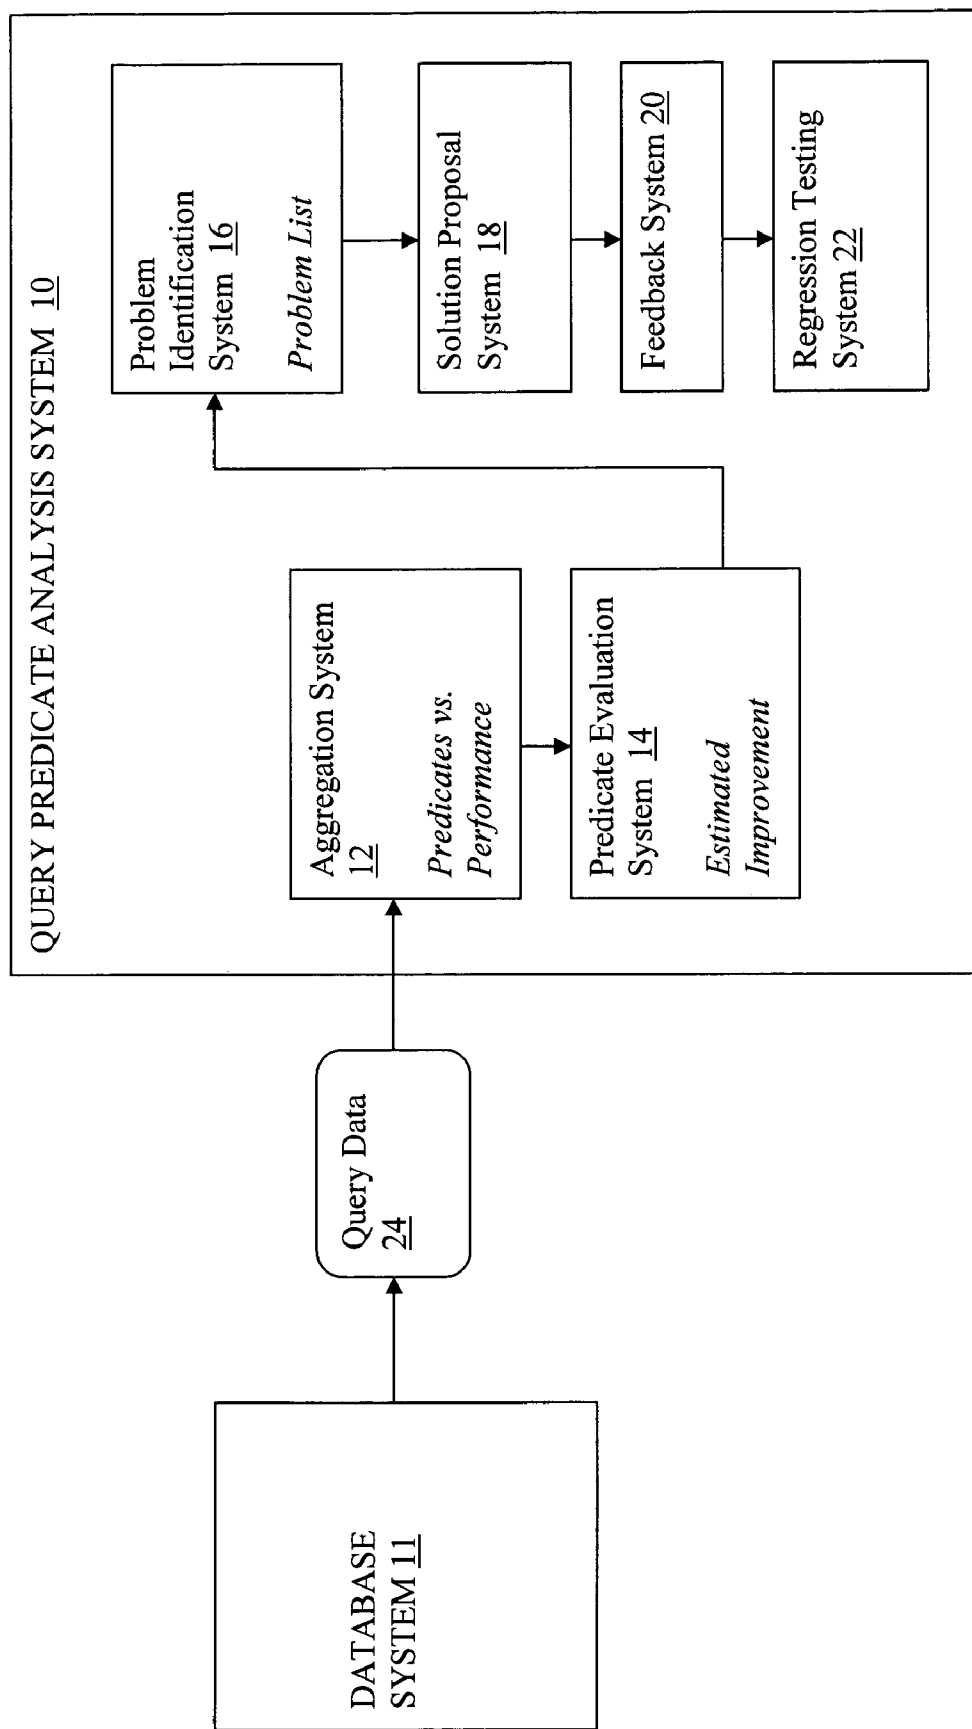 QUERY PREDICATE ANALYSIS SYSTEM 10
DATABASE
SYSTEM 11
Query Data
24
Aggregation System
12
Predicates vs.
Performance
Predicate Evaluation
System 14
Estimated
Improvement
Problem
Identification
System 16
Problem List
Solution Proposal
System 18
Feedback System 20
Regression Testing
System 22